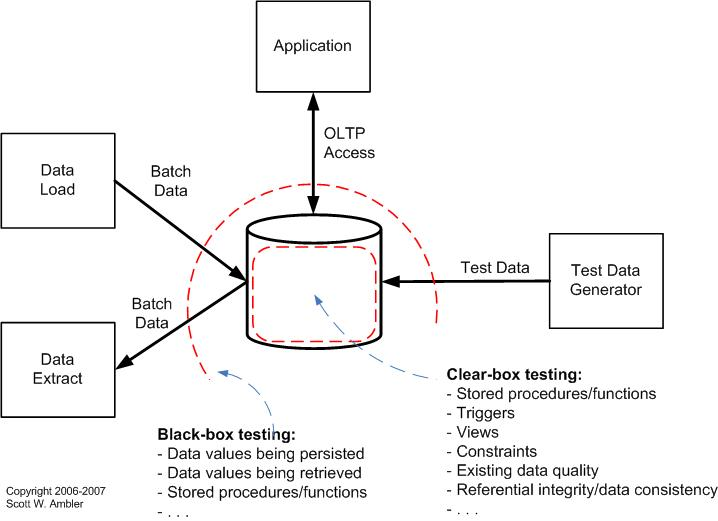 Application
OLTP
Access
Data
Load
Batch
Data
Test Data
Test Data
Generator
Batch
Data
Data
Extract
Clear-box testing:
- Stored procedures/functions
- Triggers
- Views
- Constraints
- Existing data quality
- Referential integrity/data consistency
- . . .
Black-box testing:
- Data values being persisted
- Data values being retrieved
- Stored procedures/functions
- . . .
Copyright 2006-2007
Scott W. Ambler